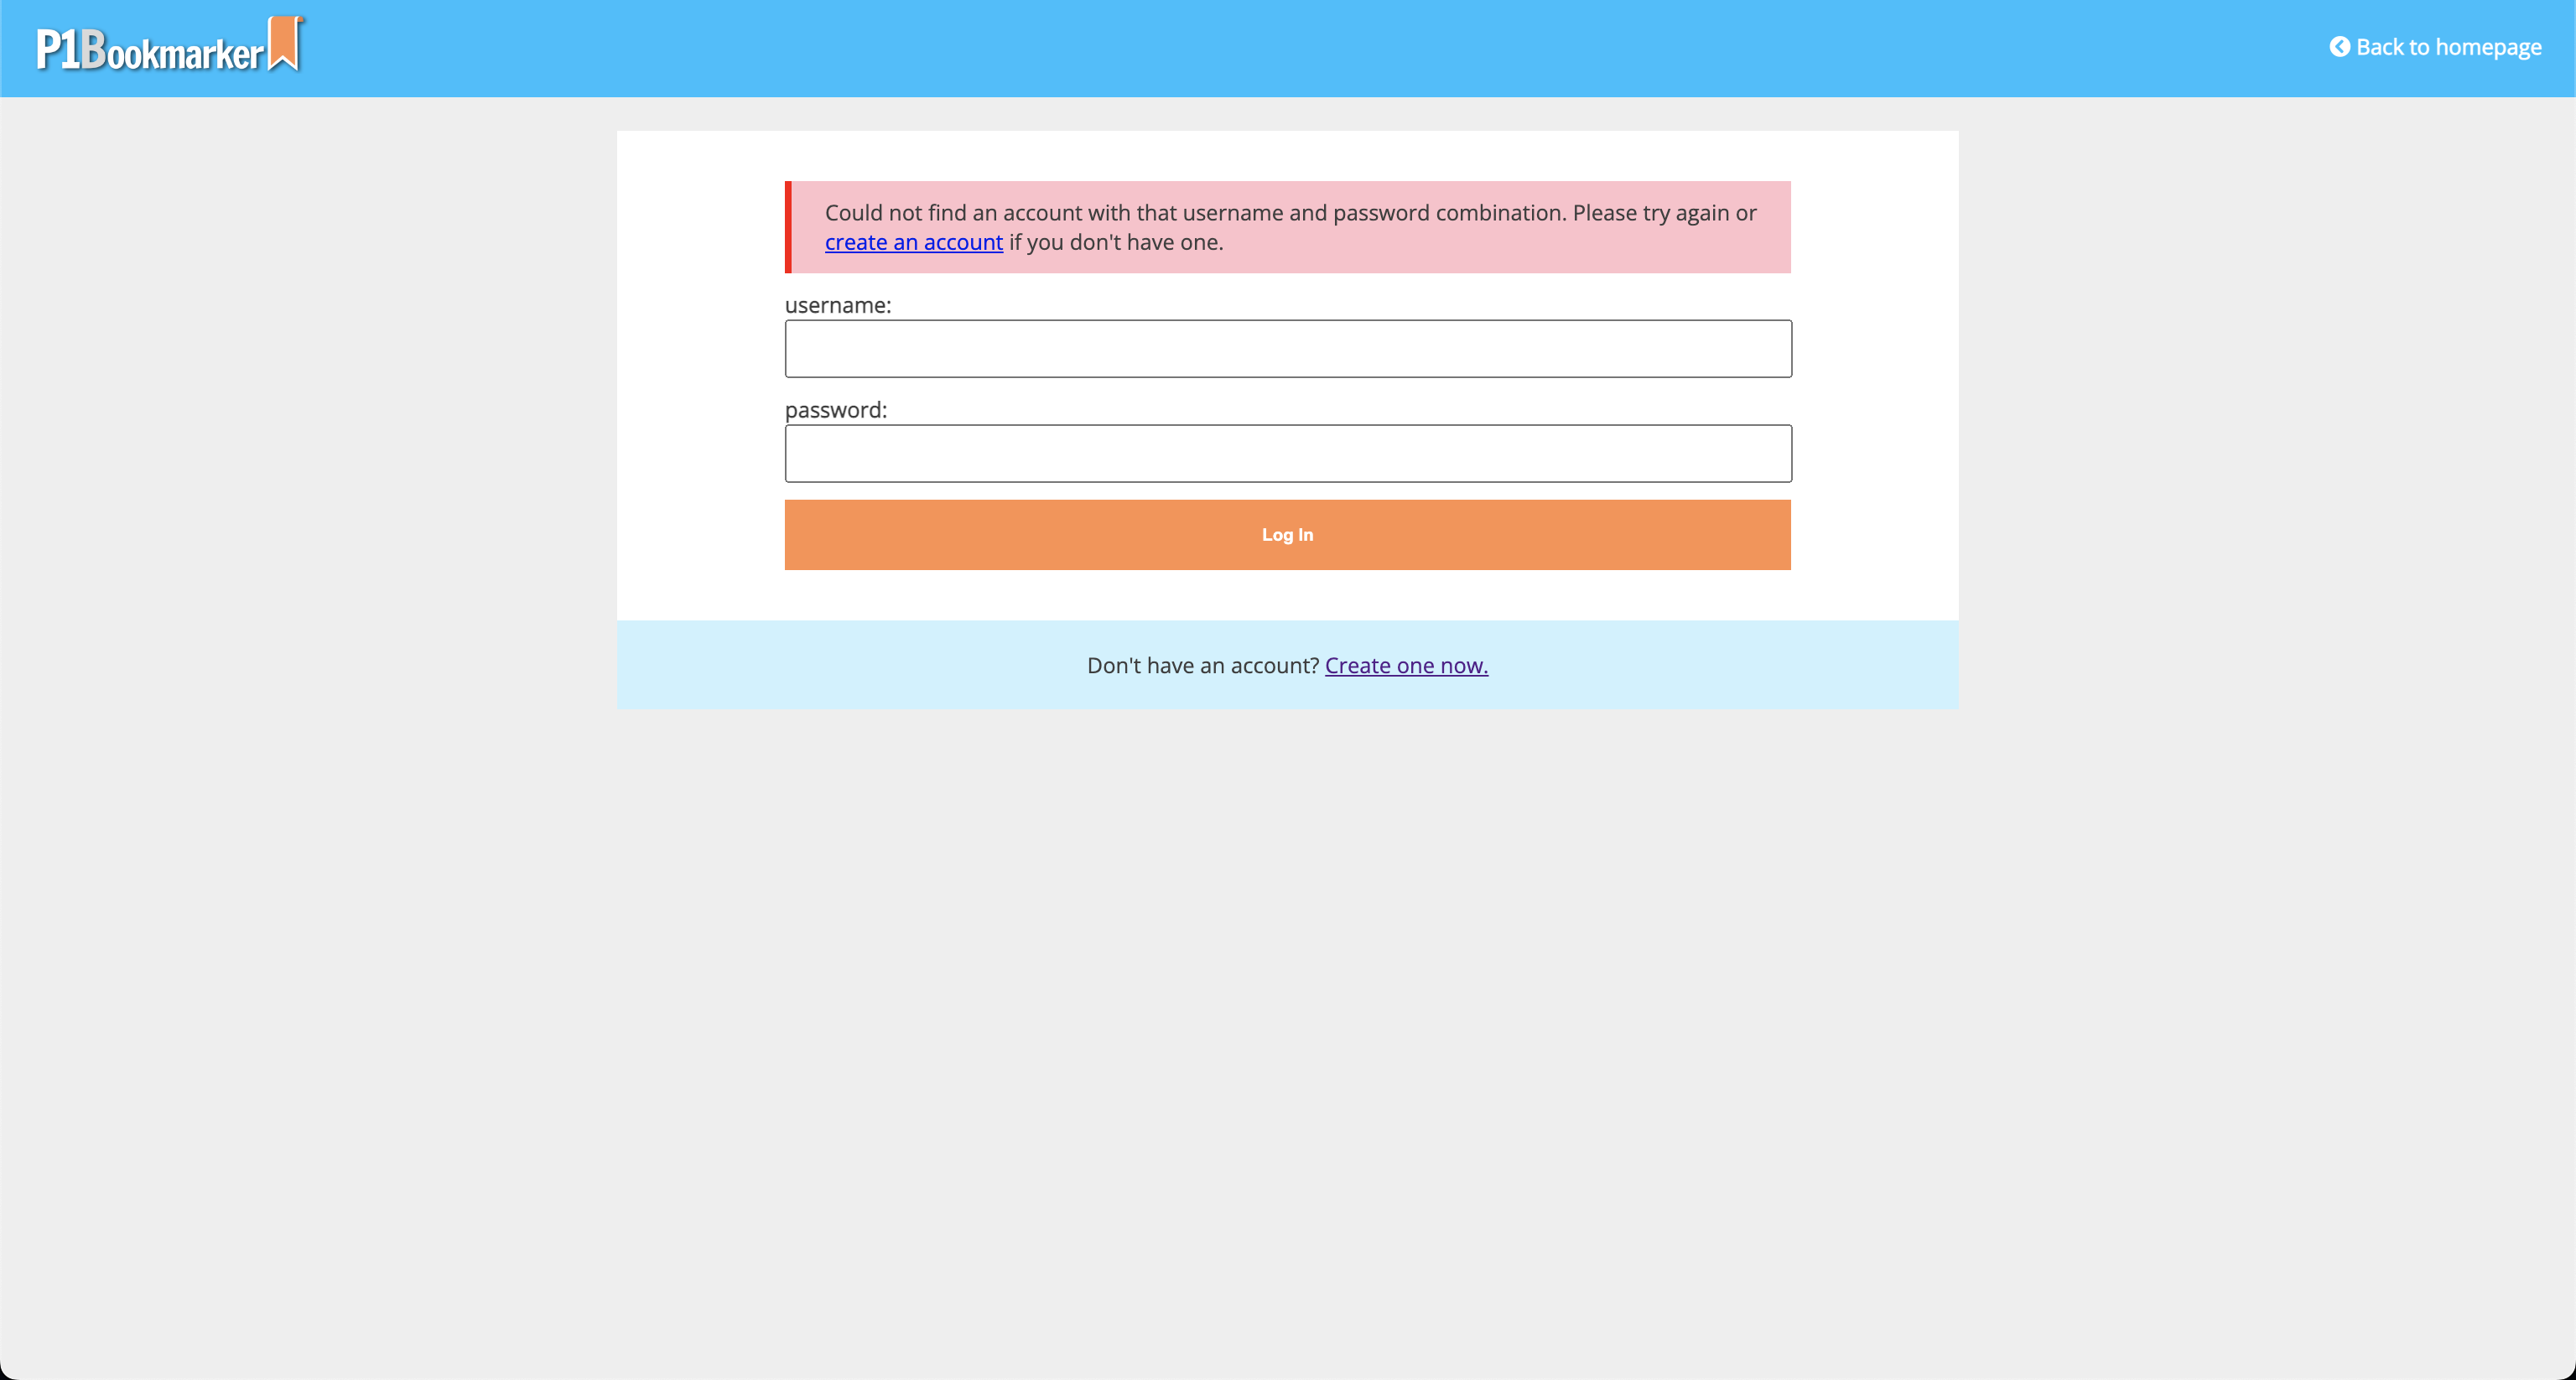 P1Bookmarker
Back to homepage
Could not find an account with that username and password combination. Please try again or
create an account if you don't have one.
username:
password:
Log In
Don't have an account? Create one now.